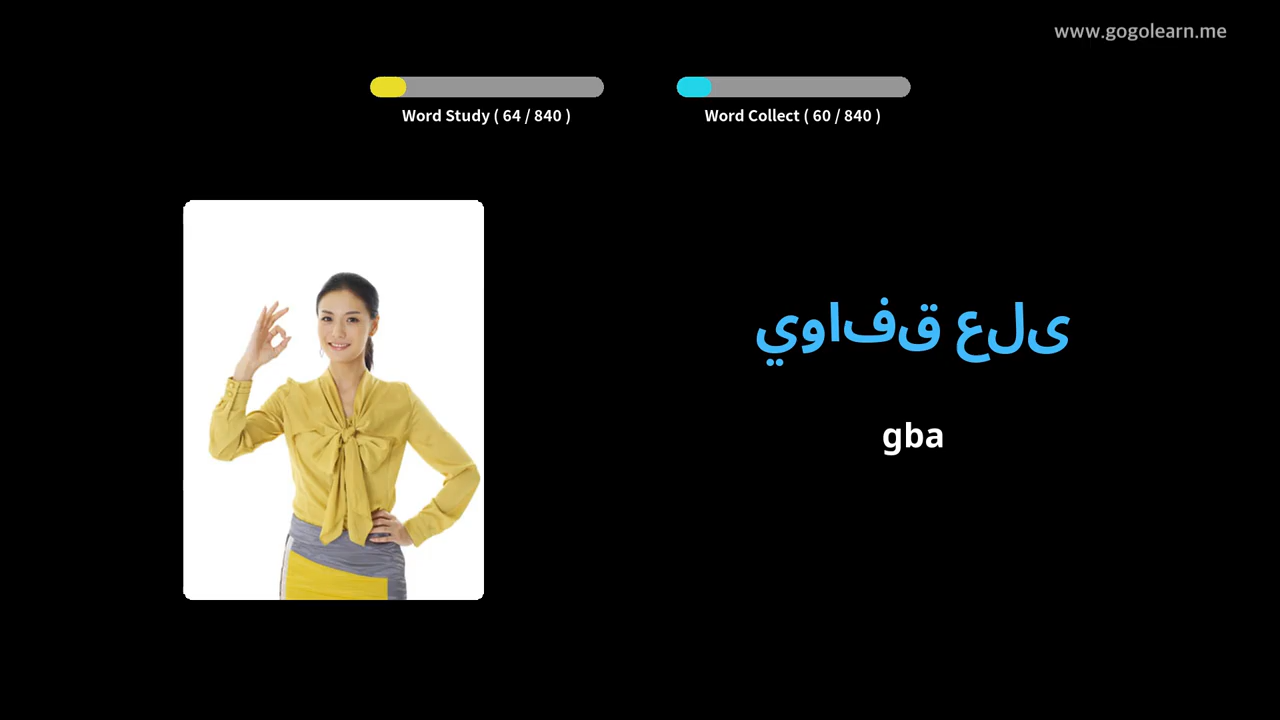 www.gogolearn.me
Word Study ( 64 / 840 )
Word Collect ( 60 / 840 )
يوافق على
gba